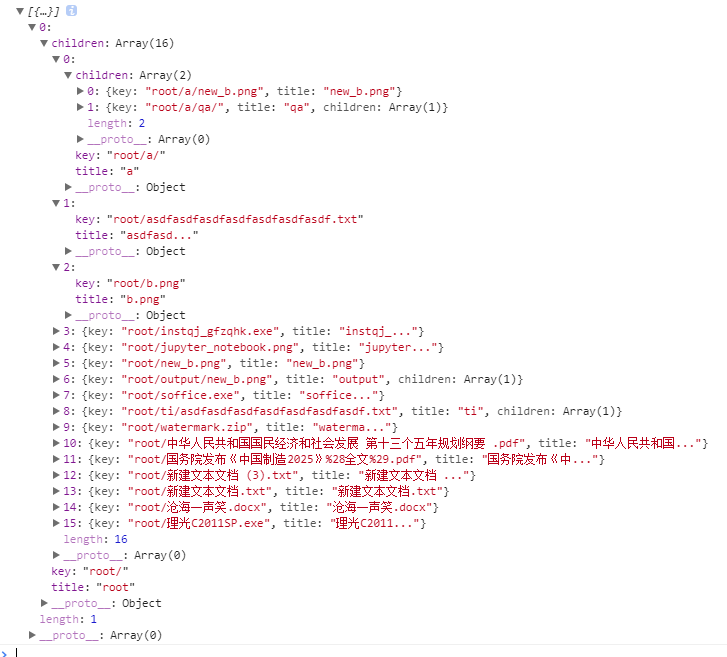 ▼[{…}] i
▼0:
▼children: Array(16)
▼0:
▼children: Array(2)
▶0: {key: "root/a/new_b.png", title: "new_b.png"}
▶1: {key: "root/a/qa/", title: "qa", children: Array(1)}
length: 2
▶__proto__: Array(0)
key: "root/a/"
title: "a"
▶__proto__: Object
▼1:
key: "root/asdfasdfasdfasdfasdfasdfasdf.txt"
title: "asdfasd..."
▶__proto__: Object
▼2:
key: "root/b.png"
title: "b.png"
▶__proto__: Object
▶3: {key: "root/instqj_gfzqhk.exe", title: "instqj_..."}
▶4: {key: "root/jupyter_notebook.png", title: "jupyter..."}
▶5: {key: "root/new_b.png", title: "new_b.png"}
▶6: {key: "root/output/new_b.png", title: "output", children: Array(1)}
▶7: {key: "root/soffice.exe", title: "soffice..."}
▶8: {key: "root/ti/asdfasdfasdfasdfasdfasdfasdf.txt", title: "ti", children: Array(1)}
▶9: {key: "root/watermark.zip", title: "waterma..."}
▶10: {key: "root/中华人民共和国国民经济和社会发展 第十三个五年规划纲要 .pdf", title: "中华人民共和国..."}
▶11: {key: "root/国务院发布《中国制造2025》%28全文%29.pdf", title: "国务院发布《中..."}
▶12: {key: "root/新建文本文档 (3).txt", title: "新建文本文档 ..."}
▶13: {key: "root/新建文本文档.txt", title: "新建文本文档.txt"}
▶14: {key: "root/沧海一声笑.docx", title: "沧海一声笑.docx"}
▶15: {key: "root/理光C2011SP.exe", title: "理光C2011..."}
length: 16
▶__proto__: Array(0)
key: "root/"
title: "root"
▶__proto__: Object
length: 1
▶__proto__: Array(0)